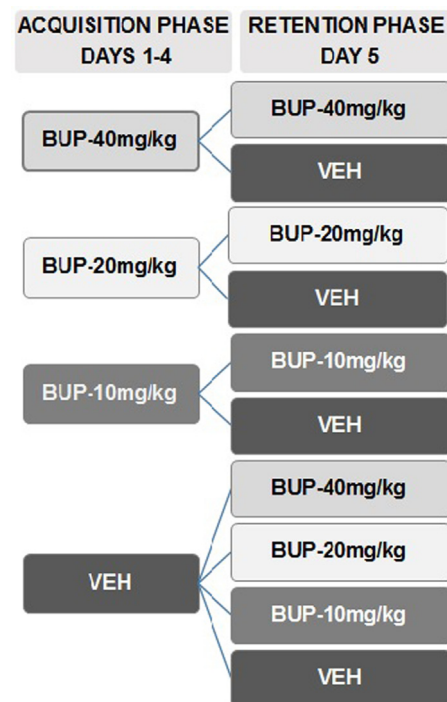 ACQUISITION PHASE
DAYS 1-4
RETENTION PHASE
DAY 5
BUP-40mg/kg
BUP-40mg/kg
VEH
BUP-20mg/kg
BUP-20mg/kg
VEH
BUP-10mg/kg
BUP-10mg/kg
VEH
VEH
BUP-40mg/kg
BUP-20mg/kg
BUP-10mg/kg
VEH